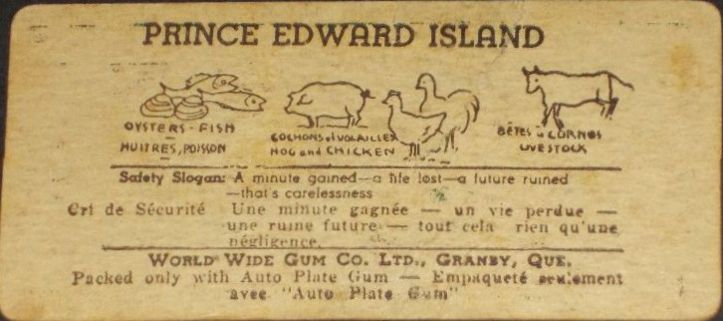 PRINCE EDWARD ISLAND
OYSTERS - FISH
HUITRES, POISSON
COCHONS et VOLAILLES
HOG and CHICKEN
BÊTES à CORNES
LIVESTOCK
Safety Slogan: A minute gained—a life lost—a future ruined
—that's carelessness
Cri de Sécurité Une minute gagnée — un vie perdue —
une ruine future — tout cela rien qu'une
négligence.
WORLD WIDE GUM CO. LTD., GRANBY, QUE.
Packed only with Auto Plate Gum — Empaqueté seulement
avec "Auto Plate Gum"